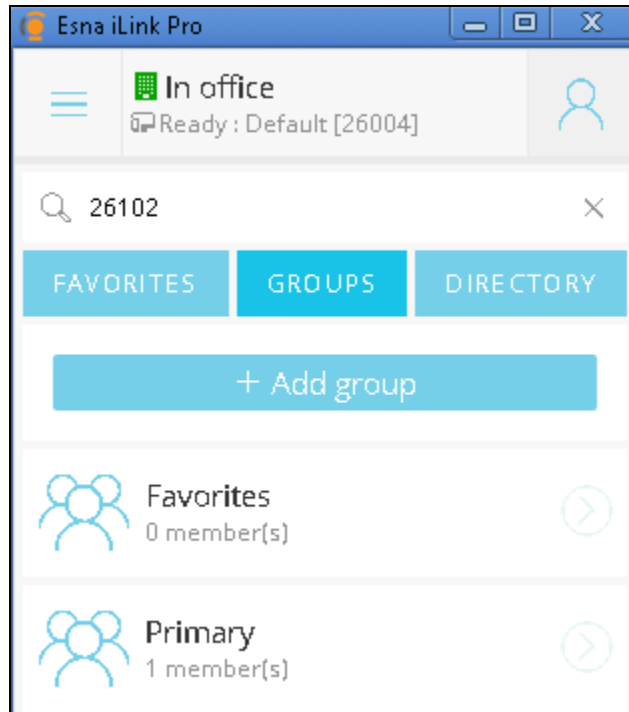 Esna iLink Pro
In office
Ready : Default [26004]
26102
FAVORITES GROUPS DIRECTORY
+ Add group
Favorites
0 member(s)
Primary
1 member(s)